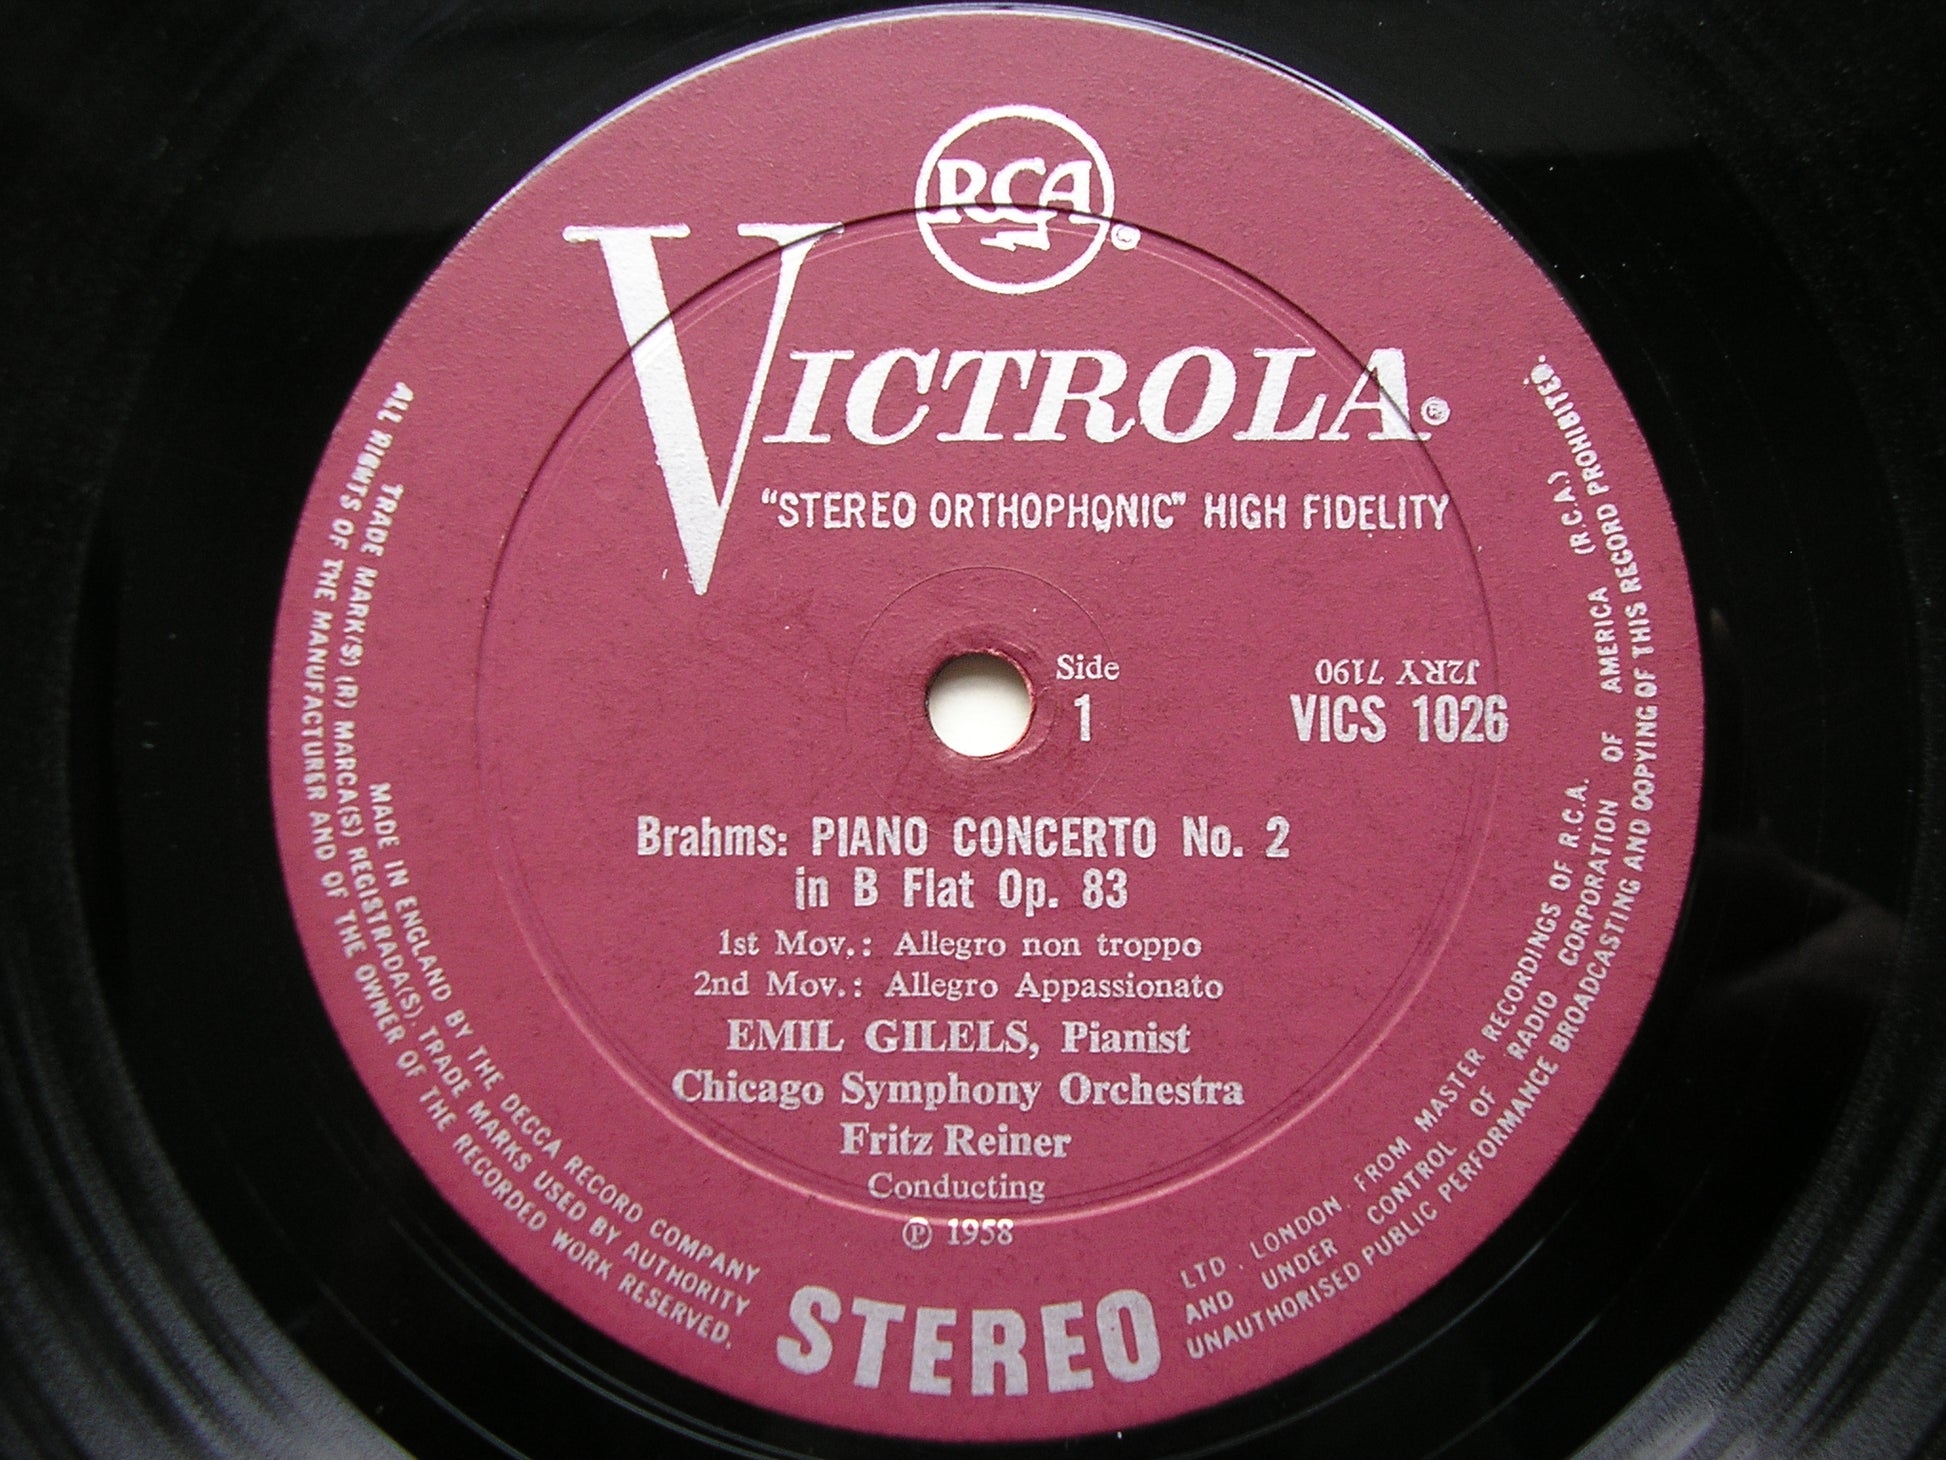 RCA
©
VICTROLA ®
"STEREO ORTHOPHONIC" HIGH FIDELITY
Side
1
J2RY 7190
VICS 1026
Brahms: PIANO CONCERTO No. 2
in B Flat Op. 83
1st Mov.: Allegro non troppo
2nd Mov.: Allegro Appassionato
EMIL GILELS, Pianist
Chicago Symphony Orchestra
Fritz Reiner
Conducting
℗ 1958
STEREO
MADE IN ENGLAND BY THE DECCA RECORD COMPANY LTD. LONDON. FROM MASTER RECORDINGS OF R.C.A.
TRADE MARK(S) (R) MARCA(S) REGISTRADA(S). TRADE MARKS USED BY AUTHORITY AND UNDER CONTROL OF RADIO CORPORATION OF AMERICA (R.C.A.)
ALL RIGHTS OF THE MANUFACTURER AND OF THE OWNER OF THE RECORDED WORK RESERVED. UNAUTHORISED PUBLIC PERFORMANCE BROADCASTING AND COPYING OF THIS RECORD PROHIBITED.